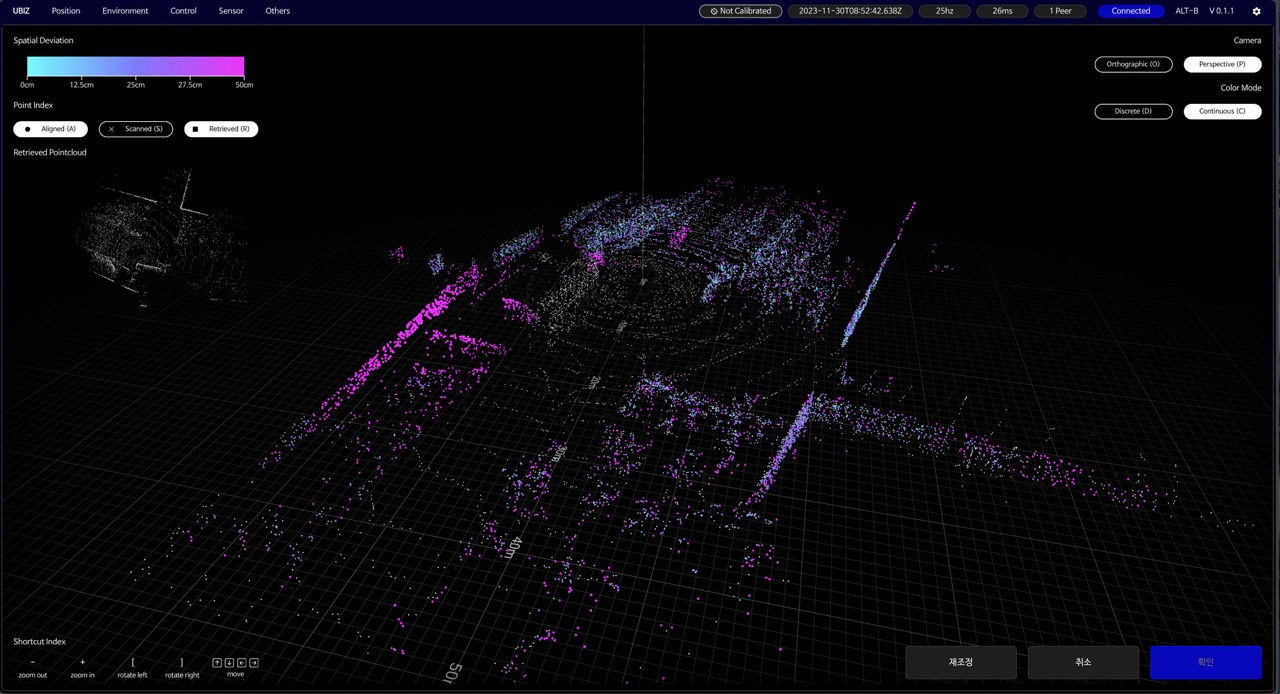 UBIZ Position Environment Control Sensor Others Not Calibrated 2023-11-30T08:52:42.638Z 25hz 26ms 1 Peer Connected ALT-B V 0.1.1
Spatial Deviation
0cm 12.5cm 25cm 27.5cm 50cm
Point Index
Aligned (A) Scanned (S) Retrieved (R)
Retrieved Pointcloud
Camera
Orthographic (O) Perspective (P)
Color Mode
Discrete (D) Continuous (C)
40m
Shortcut Index
- + [ ] ↑ ↓ ← →
zoom out zoom in rotate left rotate right move
재조정 취소 확인